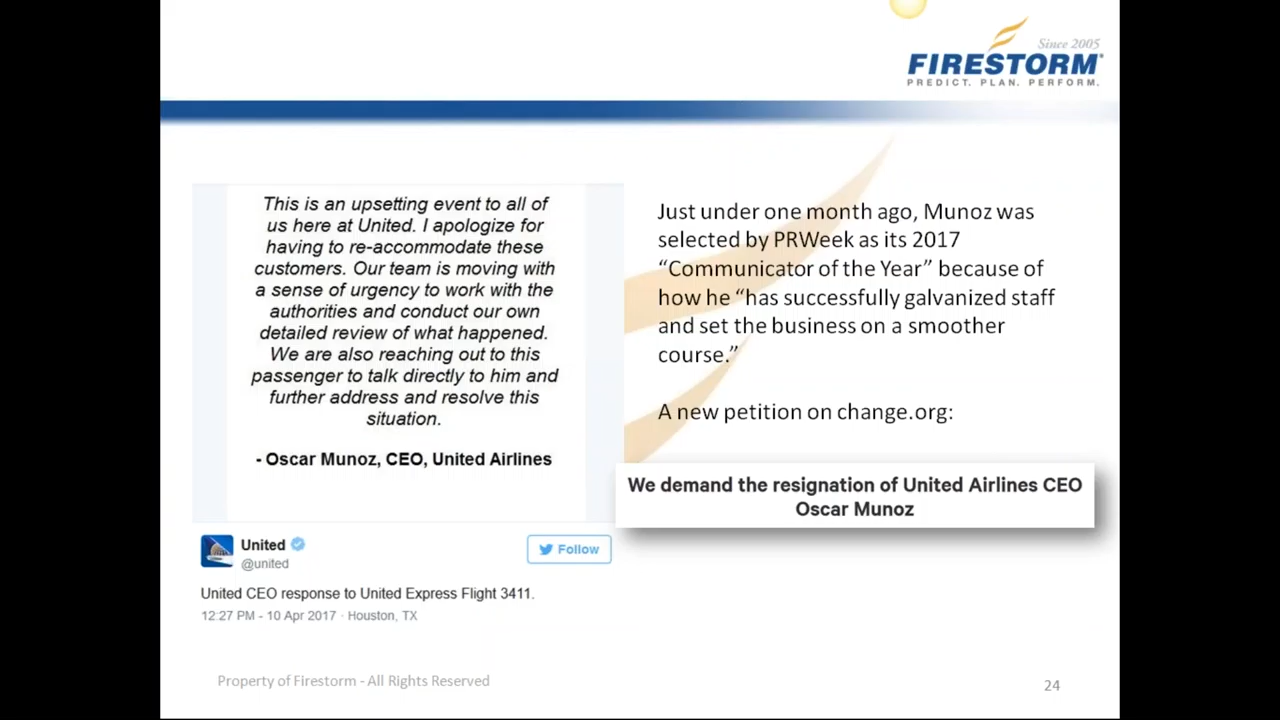 Since 2005
FIRESTORM
PREDICT. PLAN. PERFORM.
This is an upsetting event to all of
us here at United. I apologize for
having to re-accommodate these
customers. Our team is moving with
a sense of urgency to work with the
authorities and conduct our own
detailed review of what happened.
We are also reaching out to this
passenger to talk directly to him and
further address and resolve this
situation.
- Oscar Munoz, CEO, United Airlines
United
@united
Follow
United CEO response to United Express Flight 3411.
12:27 PM - 10 Apr 2017 · Houston, TX
Just under one month ago, Munoz was
selected by PRWeek as its 2017
“Communicator of the Year” because of
how he “has successfully galvanized staff
and set the business on a smoother
course.”
A new petition on change.org:
We demand the resignation of United Airlines CEO
Oscar Munoz
Property of Firestorm - All Rights Reserved
24